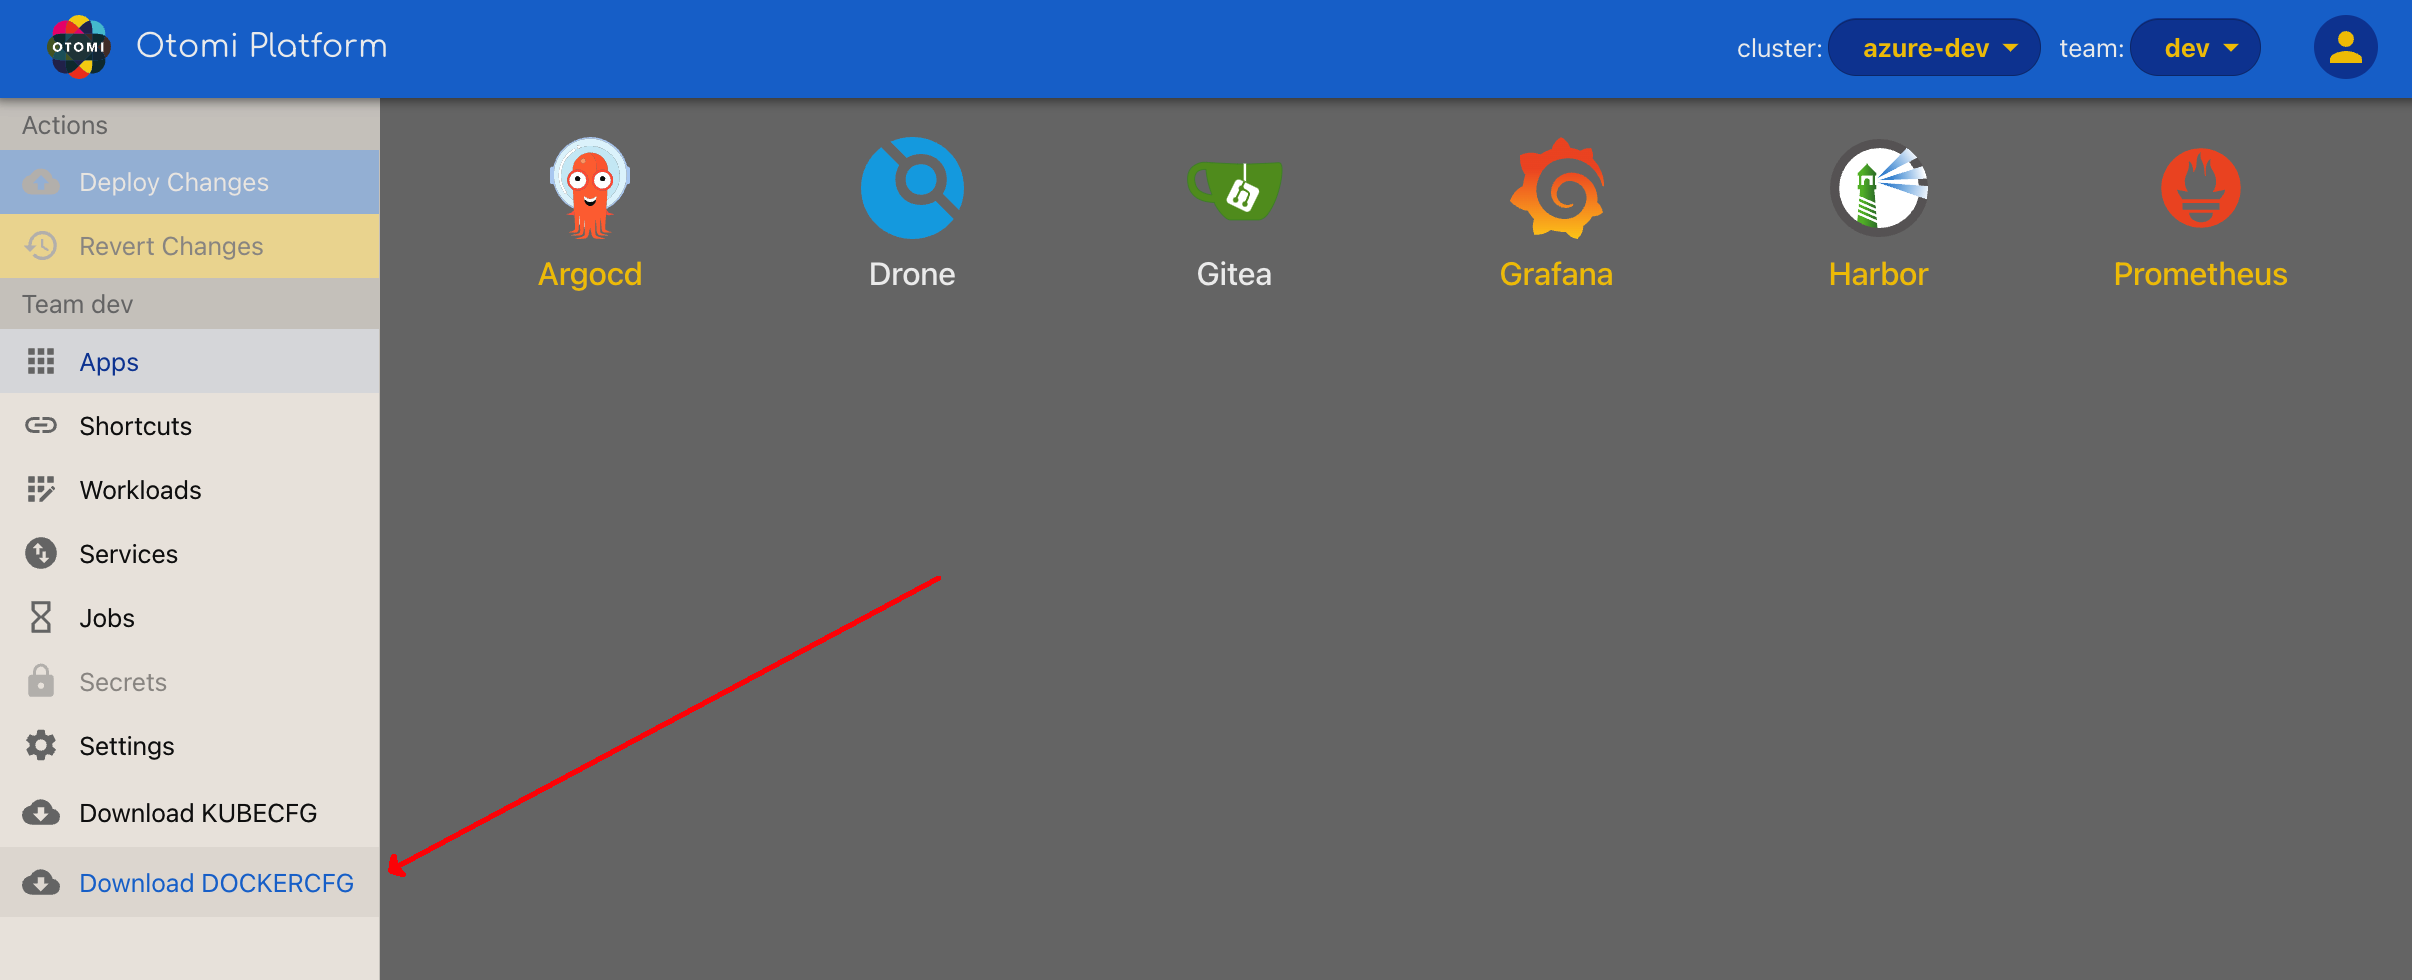 OTOMI Otomi Platform cluster: azure-dev team: dev
Actions
Deploy Changes
Revert Changes
Team dev
Apps
Shortcuts
Workloads
Services
Jobs
Secrets
Settings
Download KUBECFG
Download DOCKERCFG
Argocd Drone Gitea Grafana Harbor Prometheus